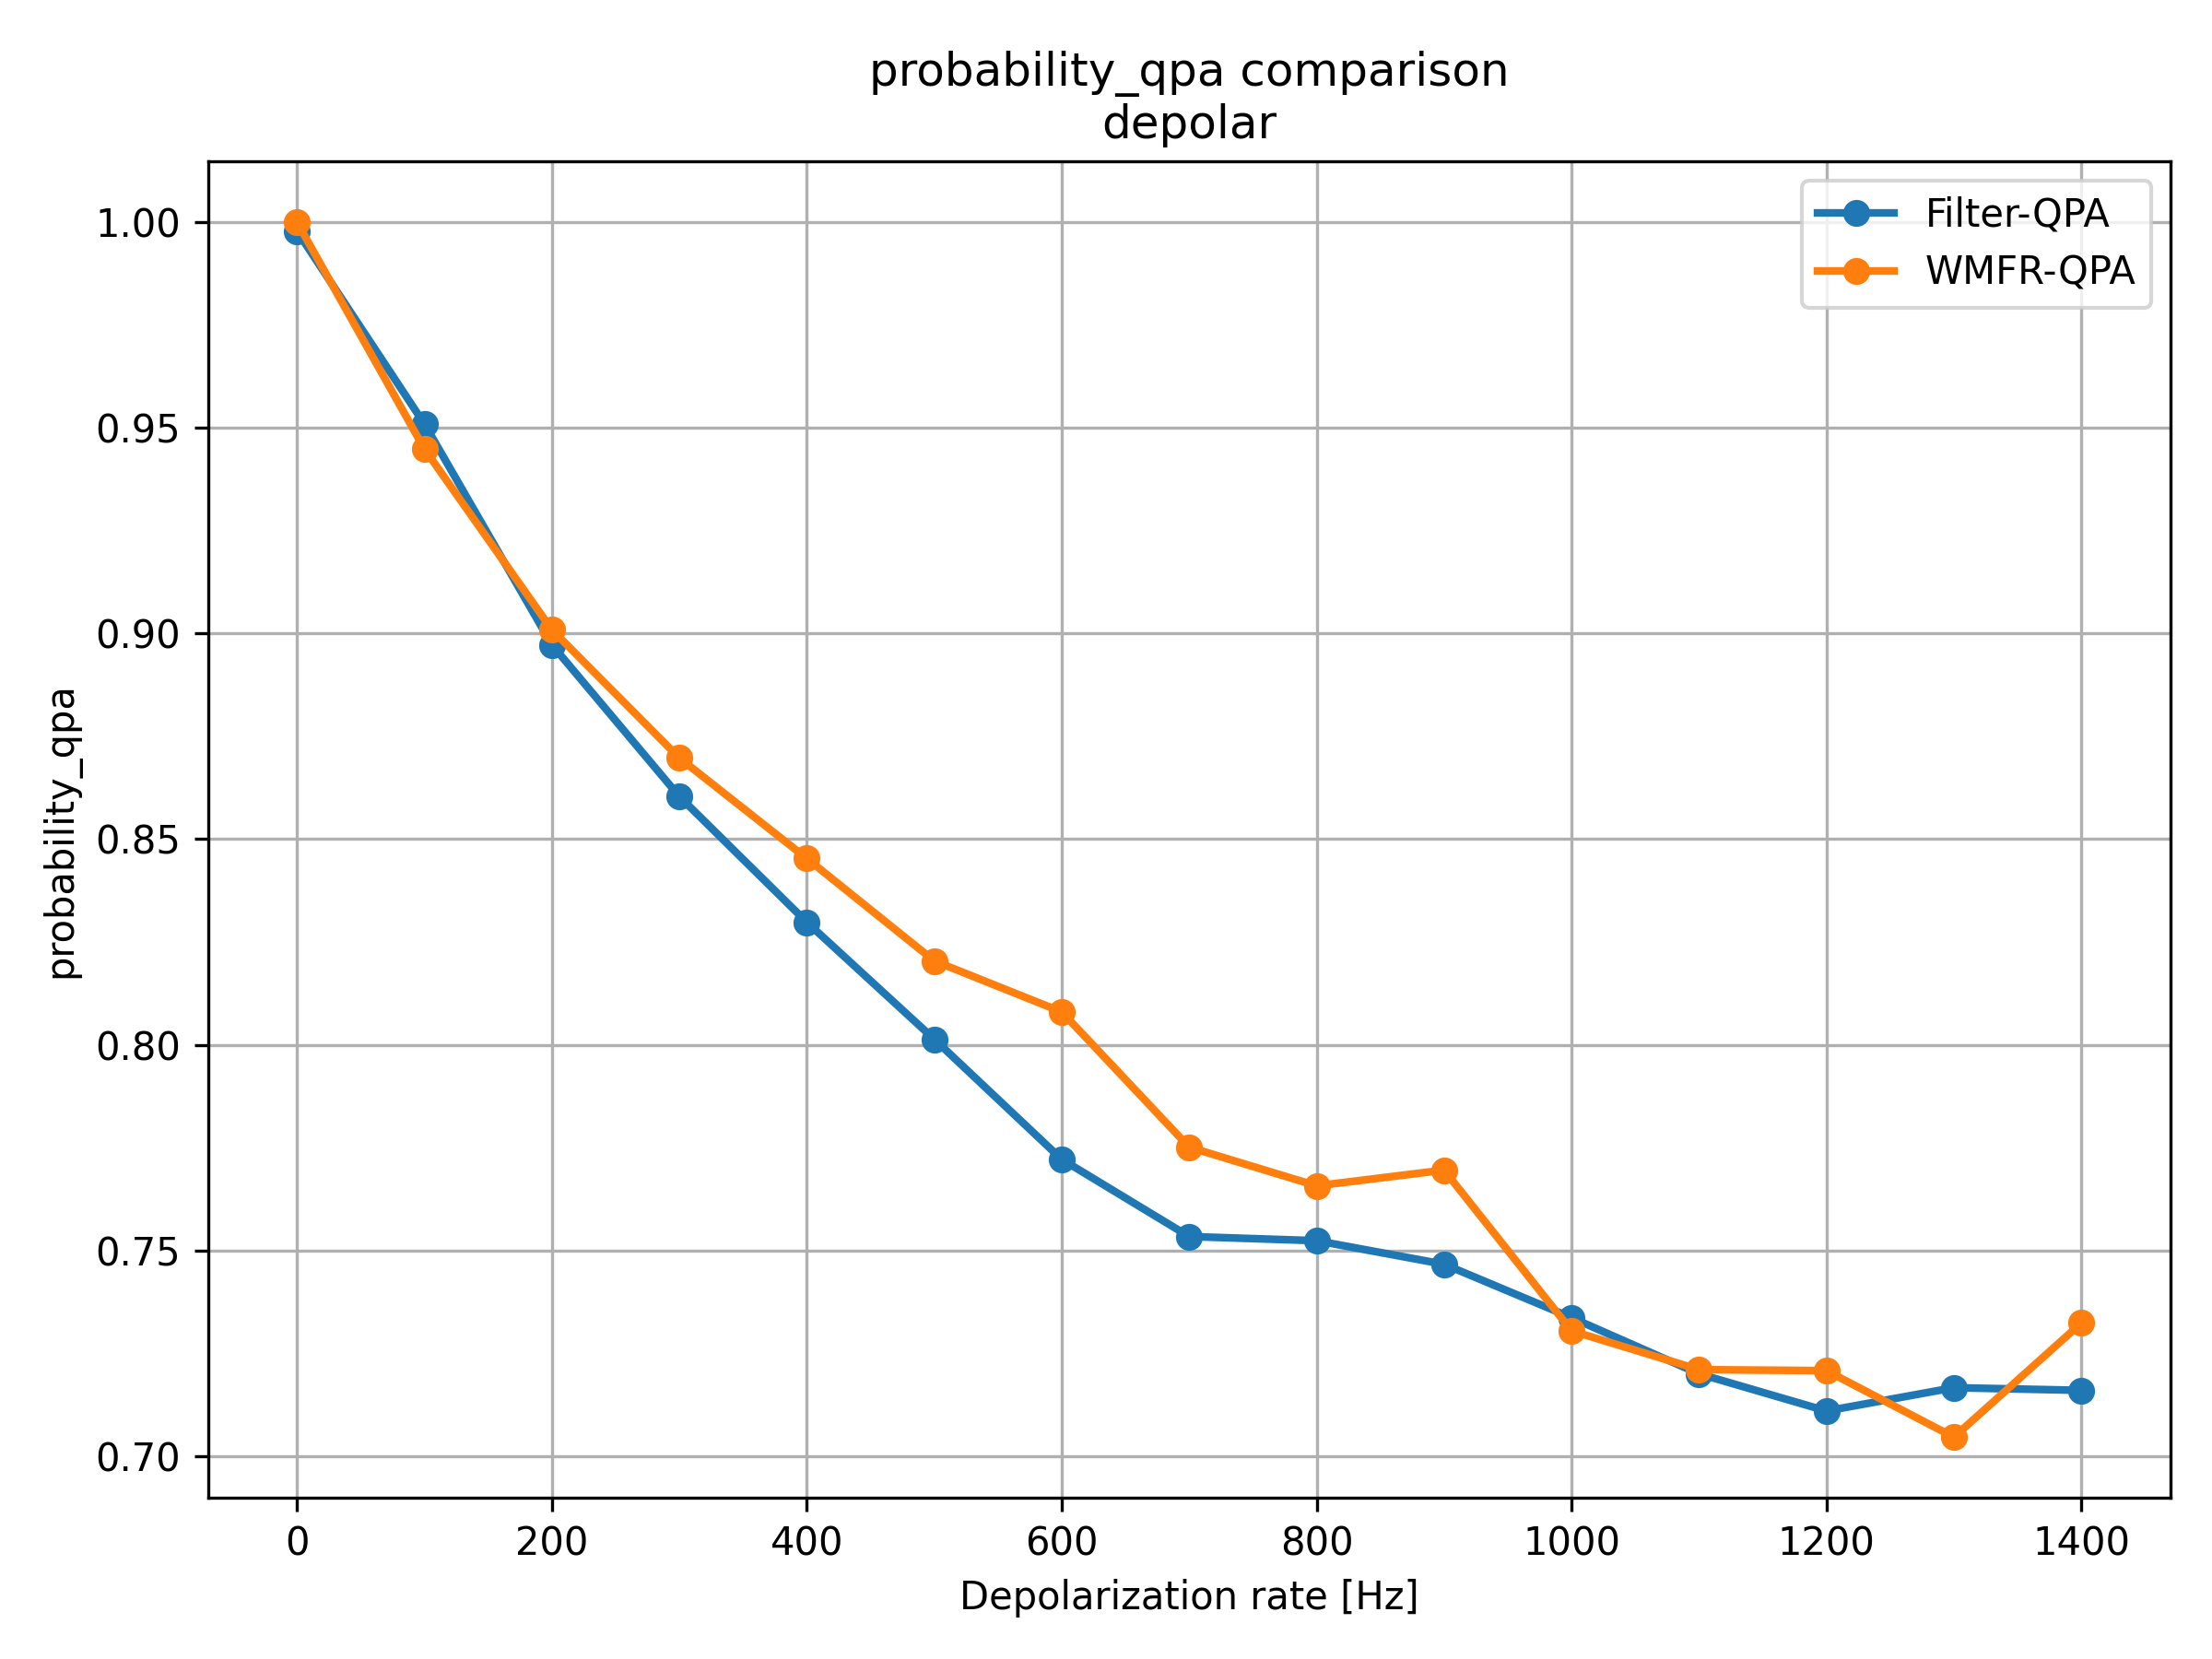 probability_qpa comparison
depolar
Filter-QPA
WMFR-QPA
1.00
0.95
0.90
0.85
0.80
0.75
0.70
probability_qpa
0 200 400 600 800 1000 1200 1400
Depolarization rate [Hz]